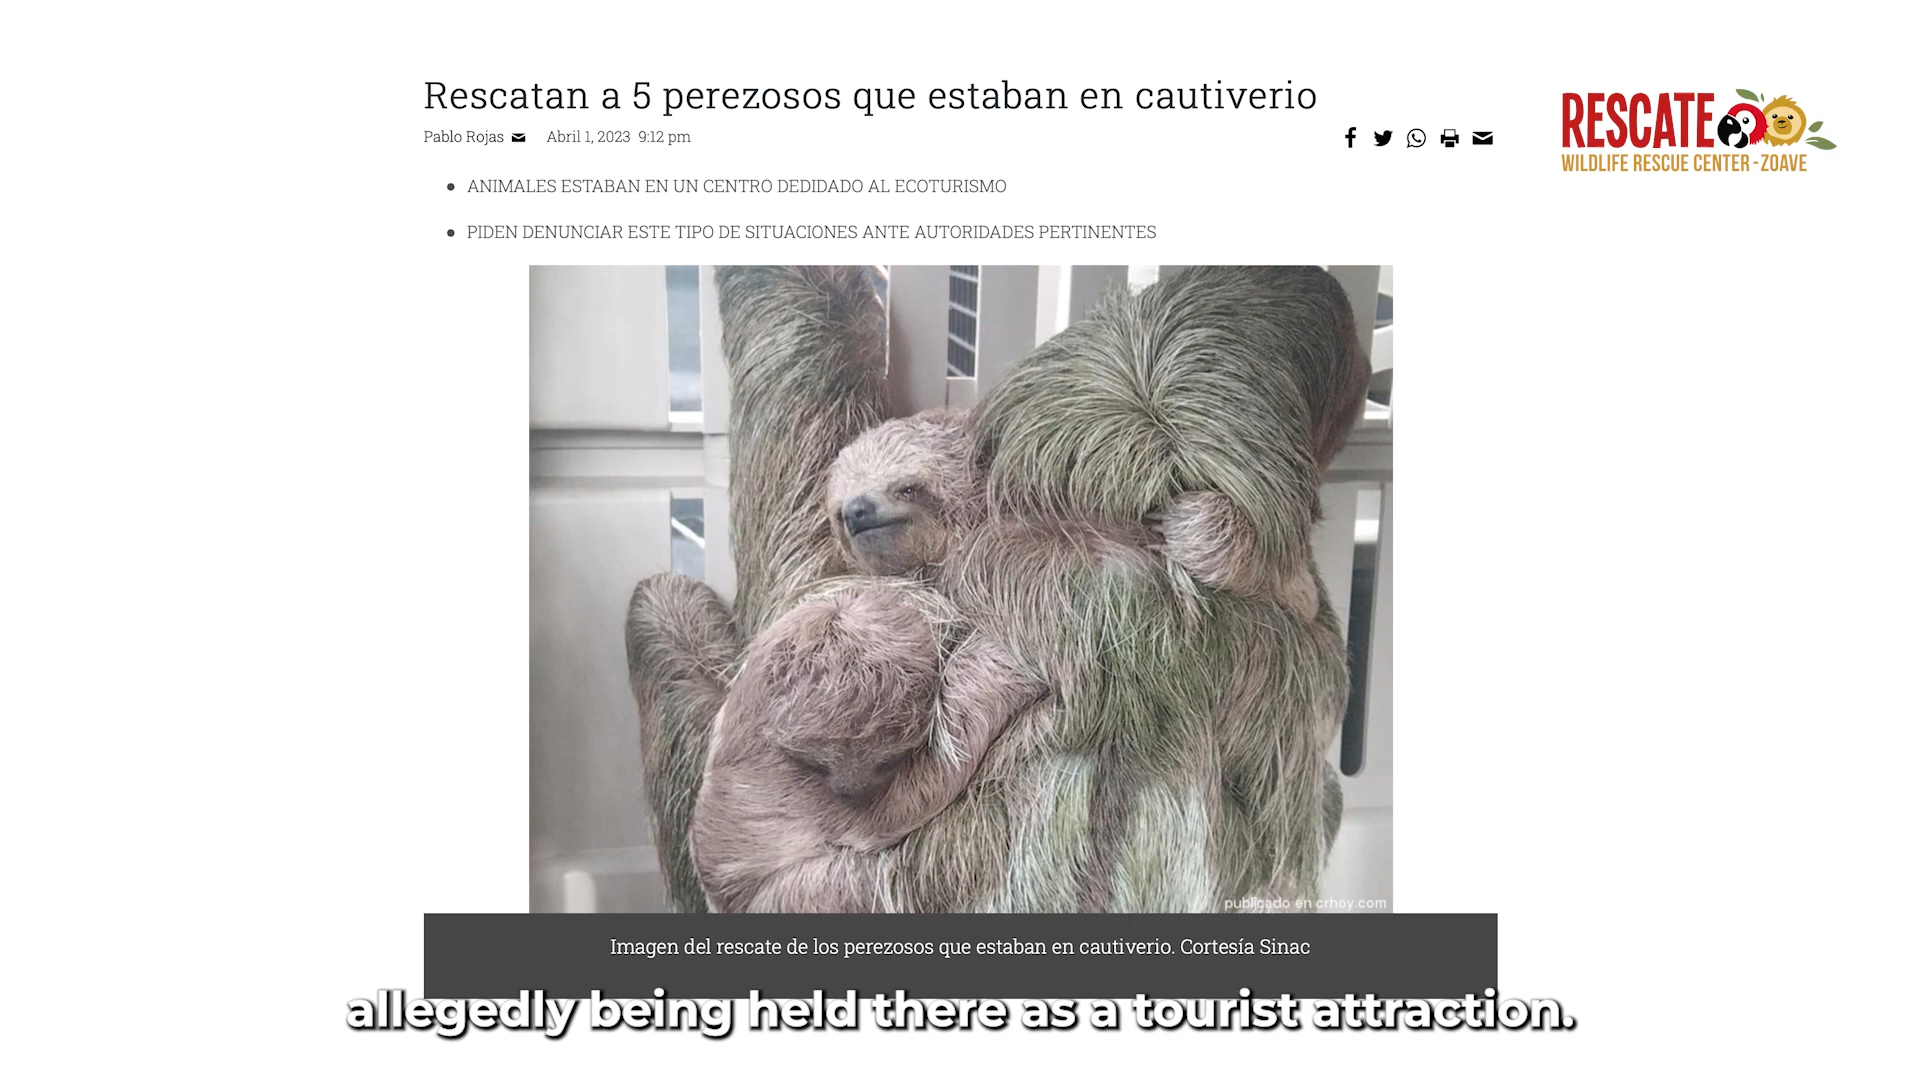 Rescatan a 5 perezosos que estaban en cautiverio
Pablo Rojas Abril 1, 2023 9:12 pm
RESCATE
WILDLIFE RESCUE CENTER - ZOAVE
ANIMALES ESTABAN EN UN CENTRO DEDIDADO AL ECOTURISMO
PIDEN DENUNCIAR ESTE TIPO DE SITUACIONES ANTE AUTORIDADES PERTINENTES
publicado en crhoy.com
Imagen del rescate de los perezosos que estaban en cautiverio. Cortesía Sinac
allegedly being held there as a tourist attraction.